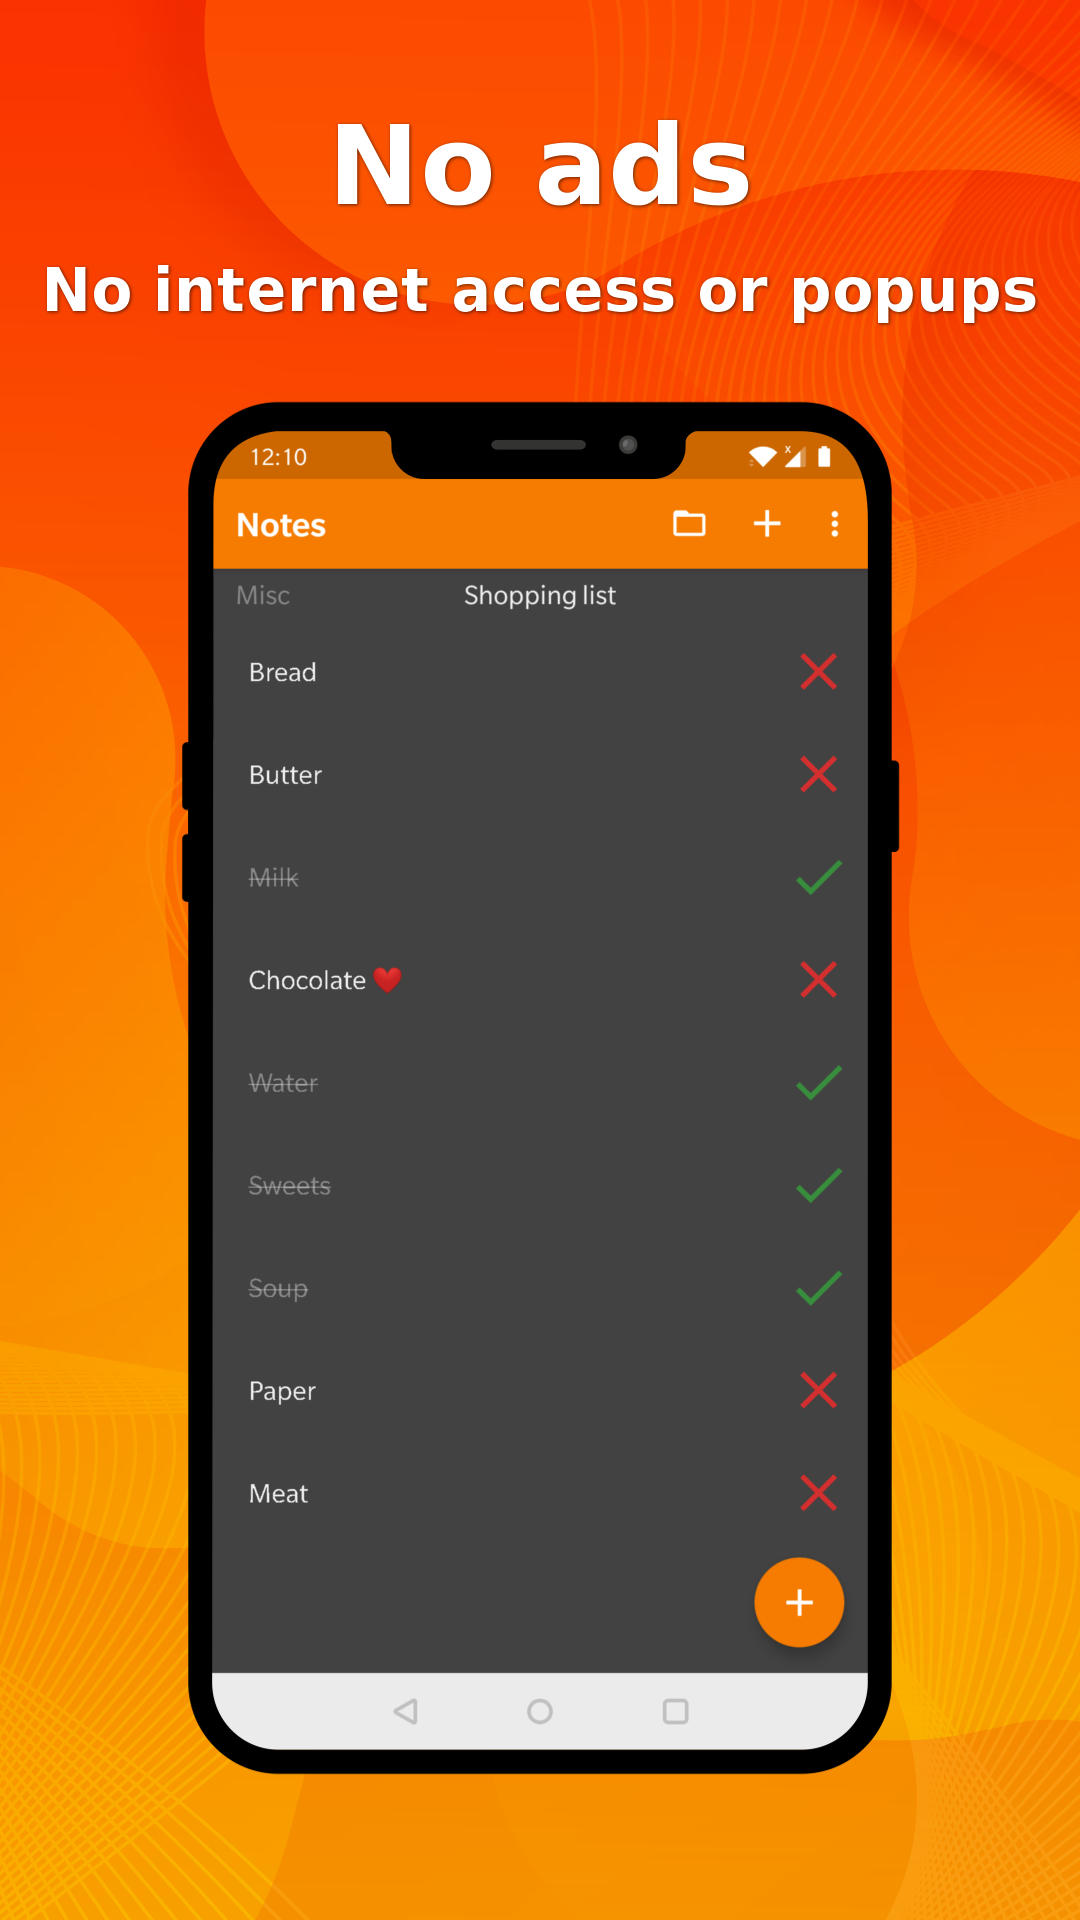 No ads
No internet access or popups
12:10
x
Notes
Misc
Shopping list
Bread
Butter
Milk
Chocolate ❤️
Water
Sweets
Soup
Paper
Meat